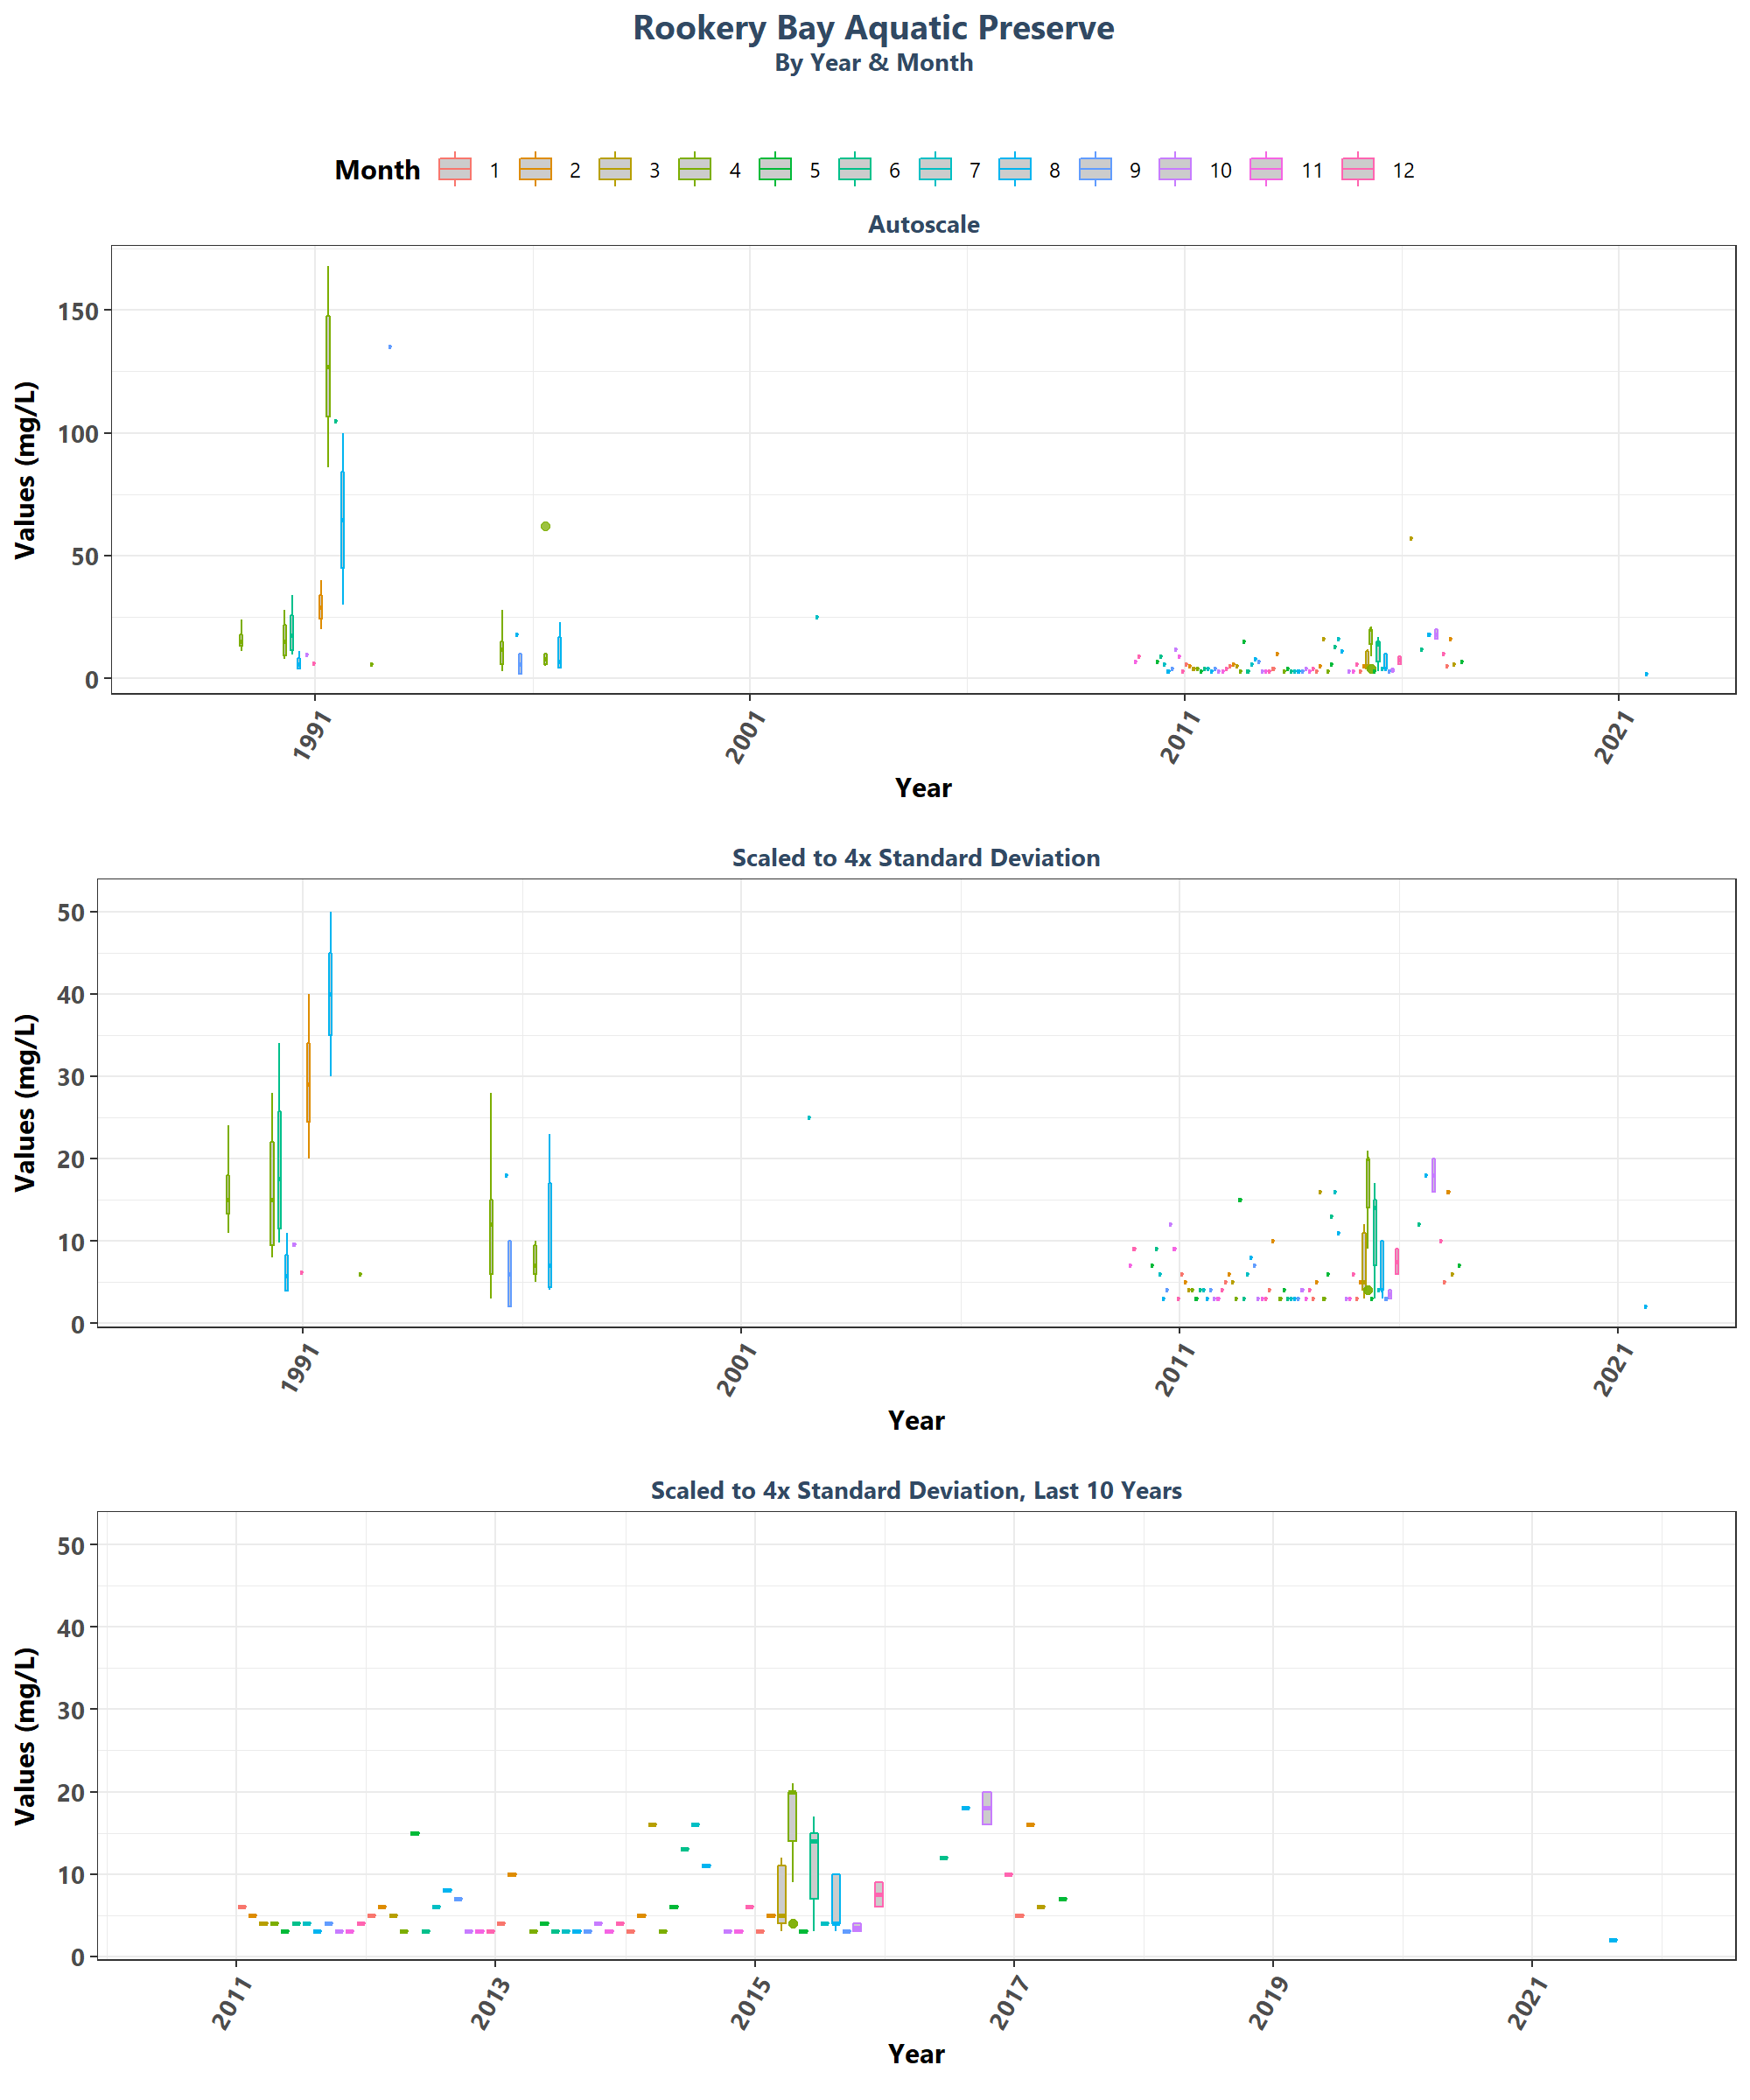 Rookery Bay Aquatic Preserve
By Year & Month
Month 1 2 3 4 5 6 7 8 9 10 11 12
Autoscale
Values (mg/L)
150
100
50
0
1991 2001 2011 2021
Year
Scaled to 4x Standard Deviation
Values (mg/L)
50
40
30
20
10
0
1991 2001 2011 2021
Year
Scaled to 4x Standard Deviation, Last 10 Years
Values (mg/L)
50
40
30
20
10
0
2011 2013 2015 2017 2019 2021
Year